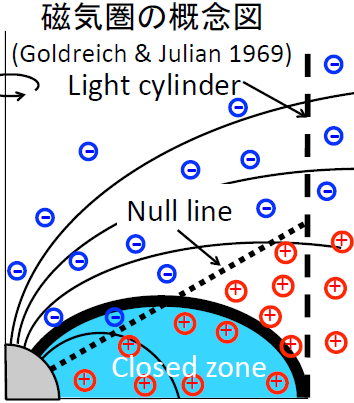 磁気圏の概念図
(Goldreich & Julian 1969)
Light cylinder
Null line
Closed zone